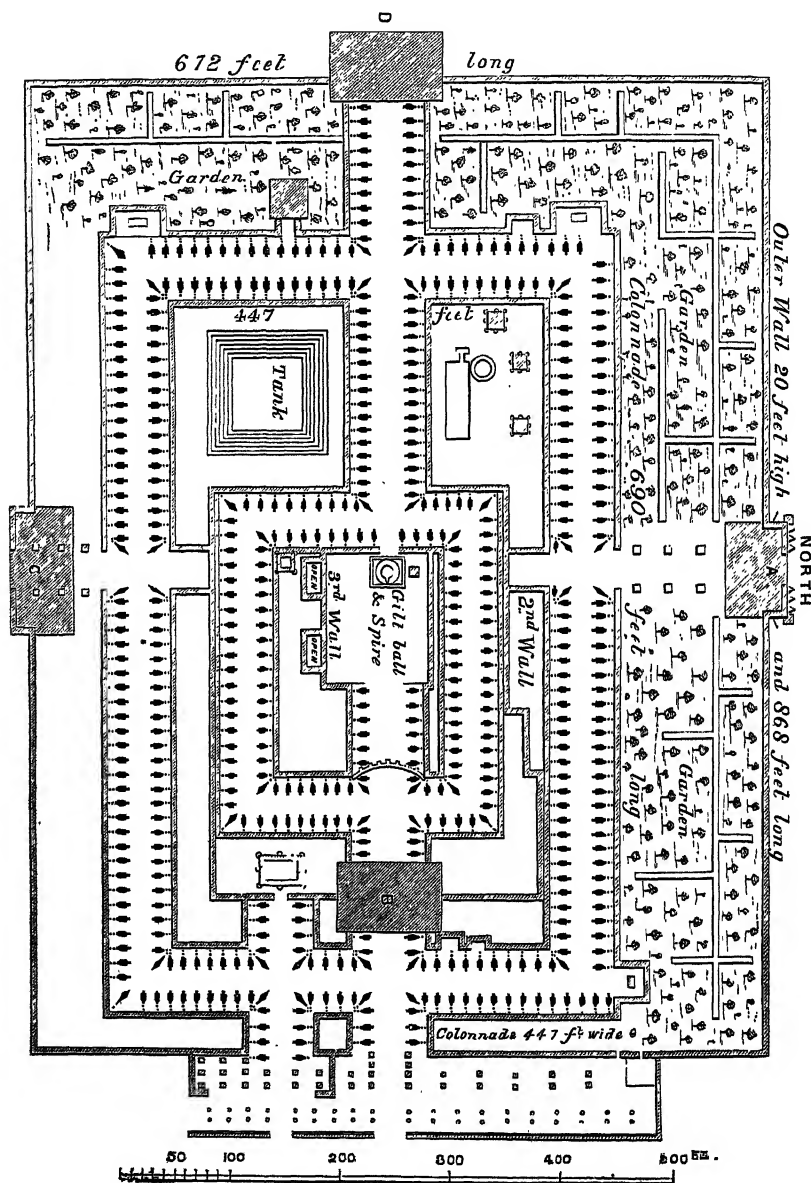 D
672 feet long
Garden
447 feet
Tank
Outer Wall 20 feet high and 868 feet long
Garden
Colonnade 690 feet long
NORTH
A
C
OPEN
OPEN
3rd Wall
Gill ball
& Spire
2nd Wall
Garden
B
Colonnade 447 ft wide
50 100 200 300 400 500